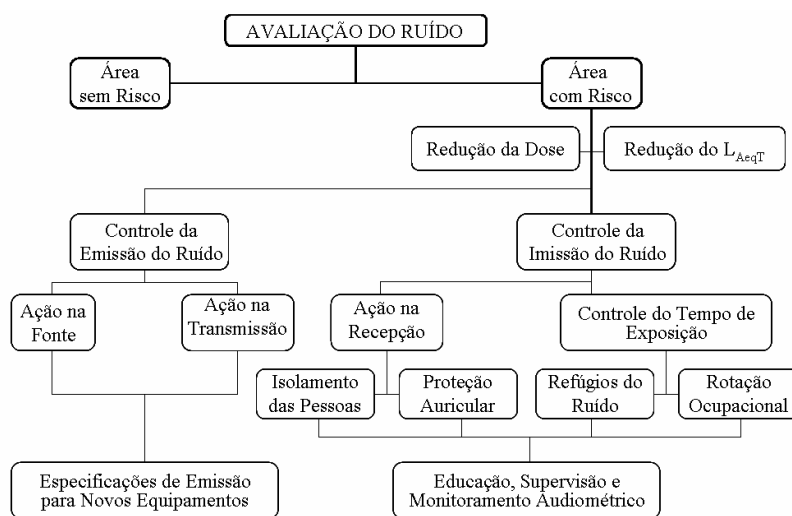 AVALIAÇÃO DO RUÍDO
Área
sem Risco
Área
com Risco
Redução da Dose
Redução do L_AeqT
Controle da
Emissão do Ruído
Controle da
Imissão do Ruído
Ação na
Fonte
Ação na
Transmissão
Ação na
Recepção
Controle do Tempo de
Exposição
Isolamento
das Pessoas
Proteção
Auricular
Refúgios do
Ruído
Rotação
Ocupacional
Especificações de Emissão
para Novos Equipamentos
Educação, Supervisão e
Monitoramento Audiométrico